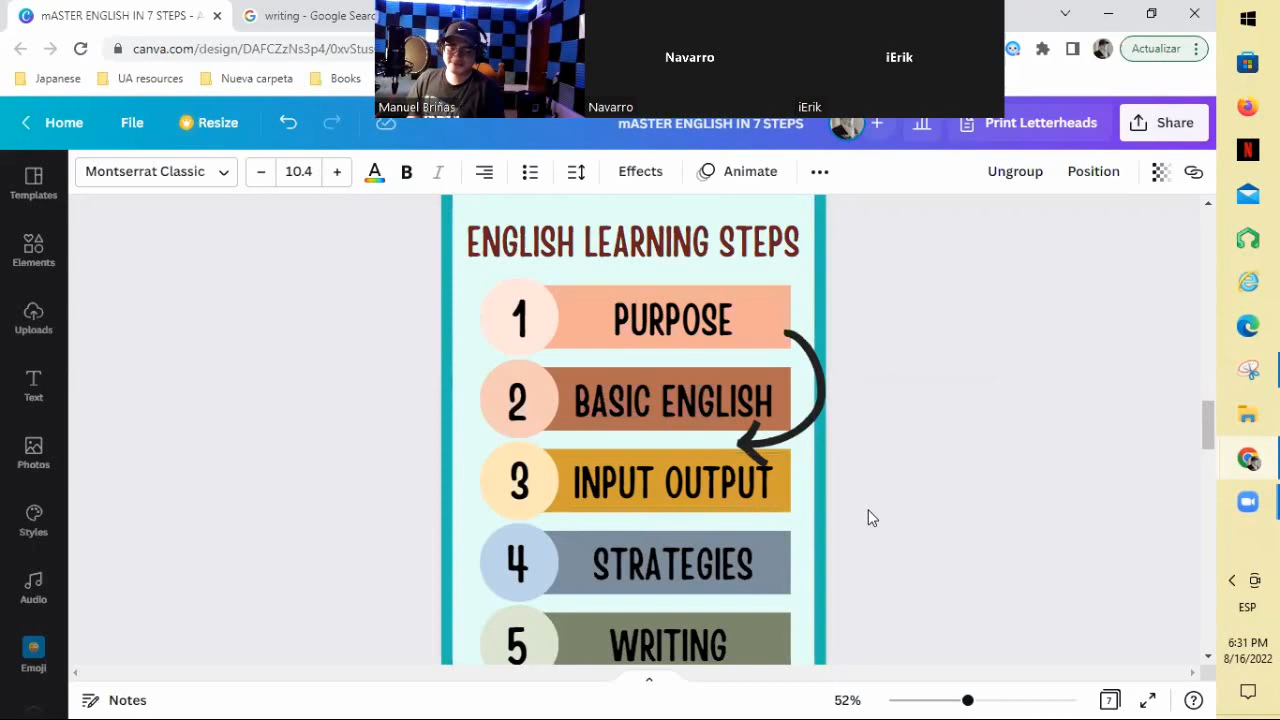 mASTER ENGLISH IN 7 STEPS - A
writing - Google Searc
canva.com/design/DAFCZzNs3p4/0xvStus
Actualizar
Japanese
UA resources
Nueva carpeta
Books
Manuel Briñas
Navarro
Navarro
iErik
iErik
Home
File
Resize
mASTER ENGLISH IN 7 STEPS
Print Letterheads
Share
Montserrat Classic
10.4
A
B
I
Effects
Animate
Ungroup
Position
Templates
Elements
Uploads
Text
Photos
Styles
Audio
Emoji
ENGLISH LEARNING STEPS
1 PURPOSE
2 BASIC ENGLISH
3 INPUT OUTPUT
4 STRATEGIES
5 WRITING
Notes
52%
7
ESP
6:31 PM
8/16/2022